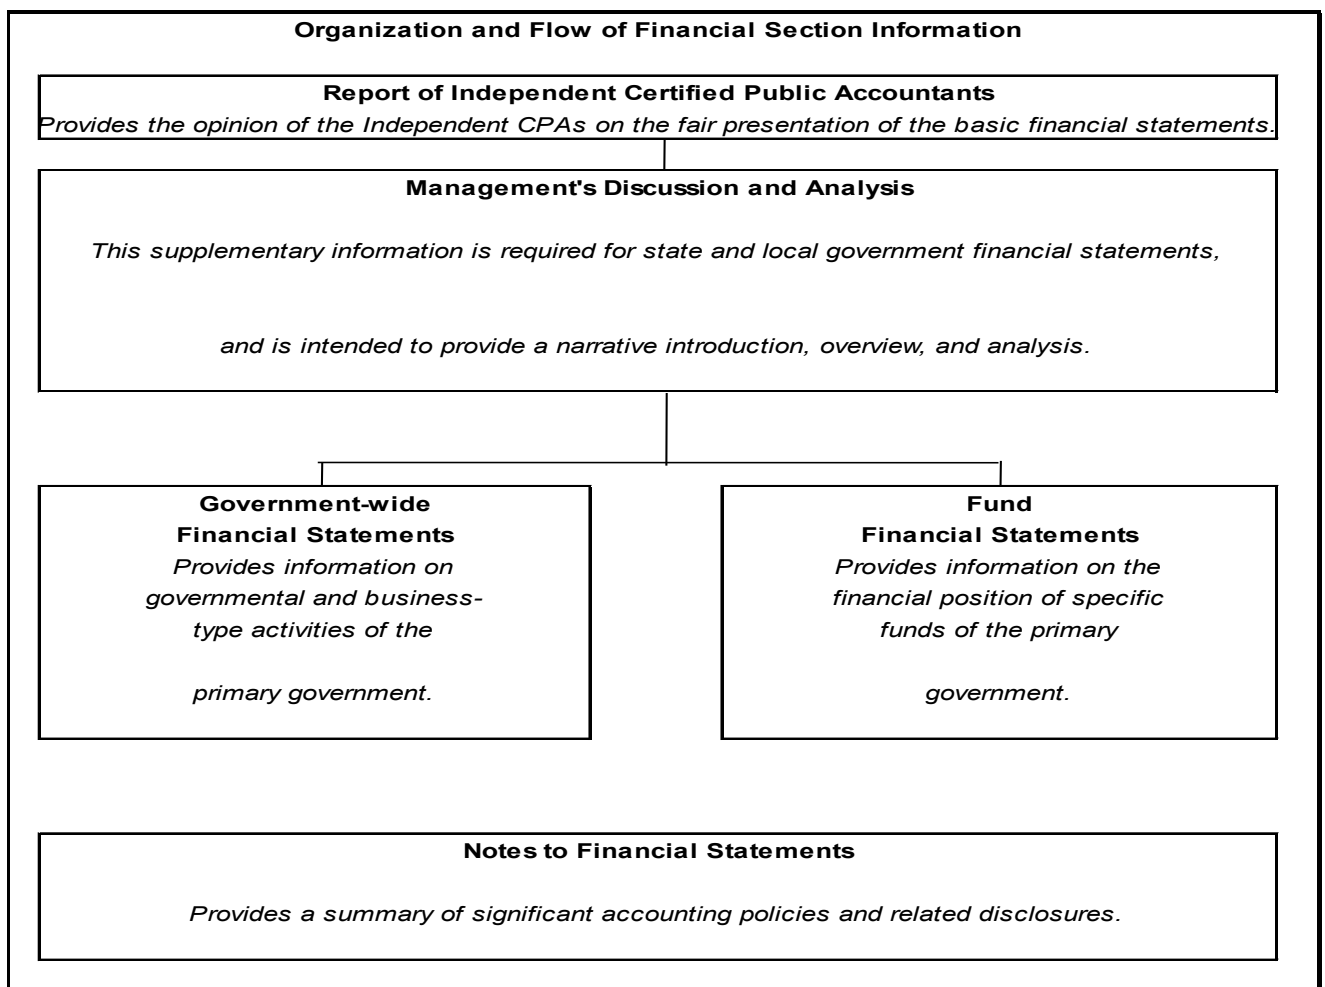 Organization and Flow of Financial Section Information
Report of Independent Certified Public Accountants
Provides the opinion of the Independent CPAs on the fair presentation of the basic financial statements.
Management's Discussion and Analysis
This supplementary information is required for state and local government financial statements,
and is intended to provide a narrative introduction, overview, and analysis.
Government-wide
Financial Statements
Provides information on
governmental and business-
type activities of the
primary government.
Fund
Financial Statements
Provides information on the
financial position of specific
funds of the primary
government.
Notes to Financial Statements
Provides a summary of significant accounting policies and related disclosures.